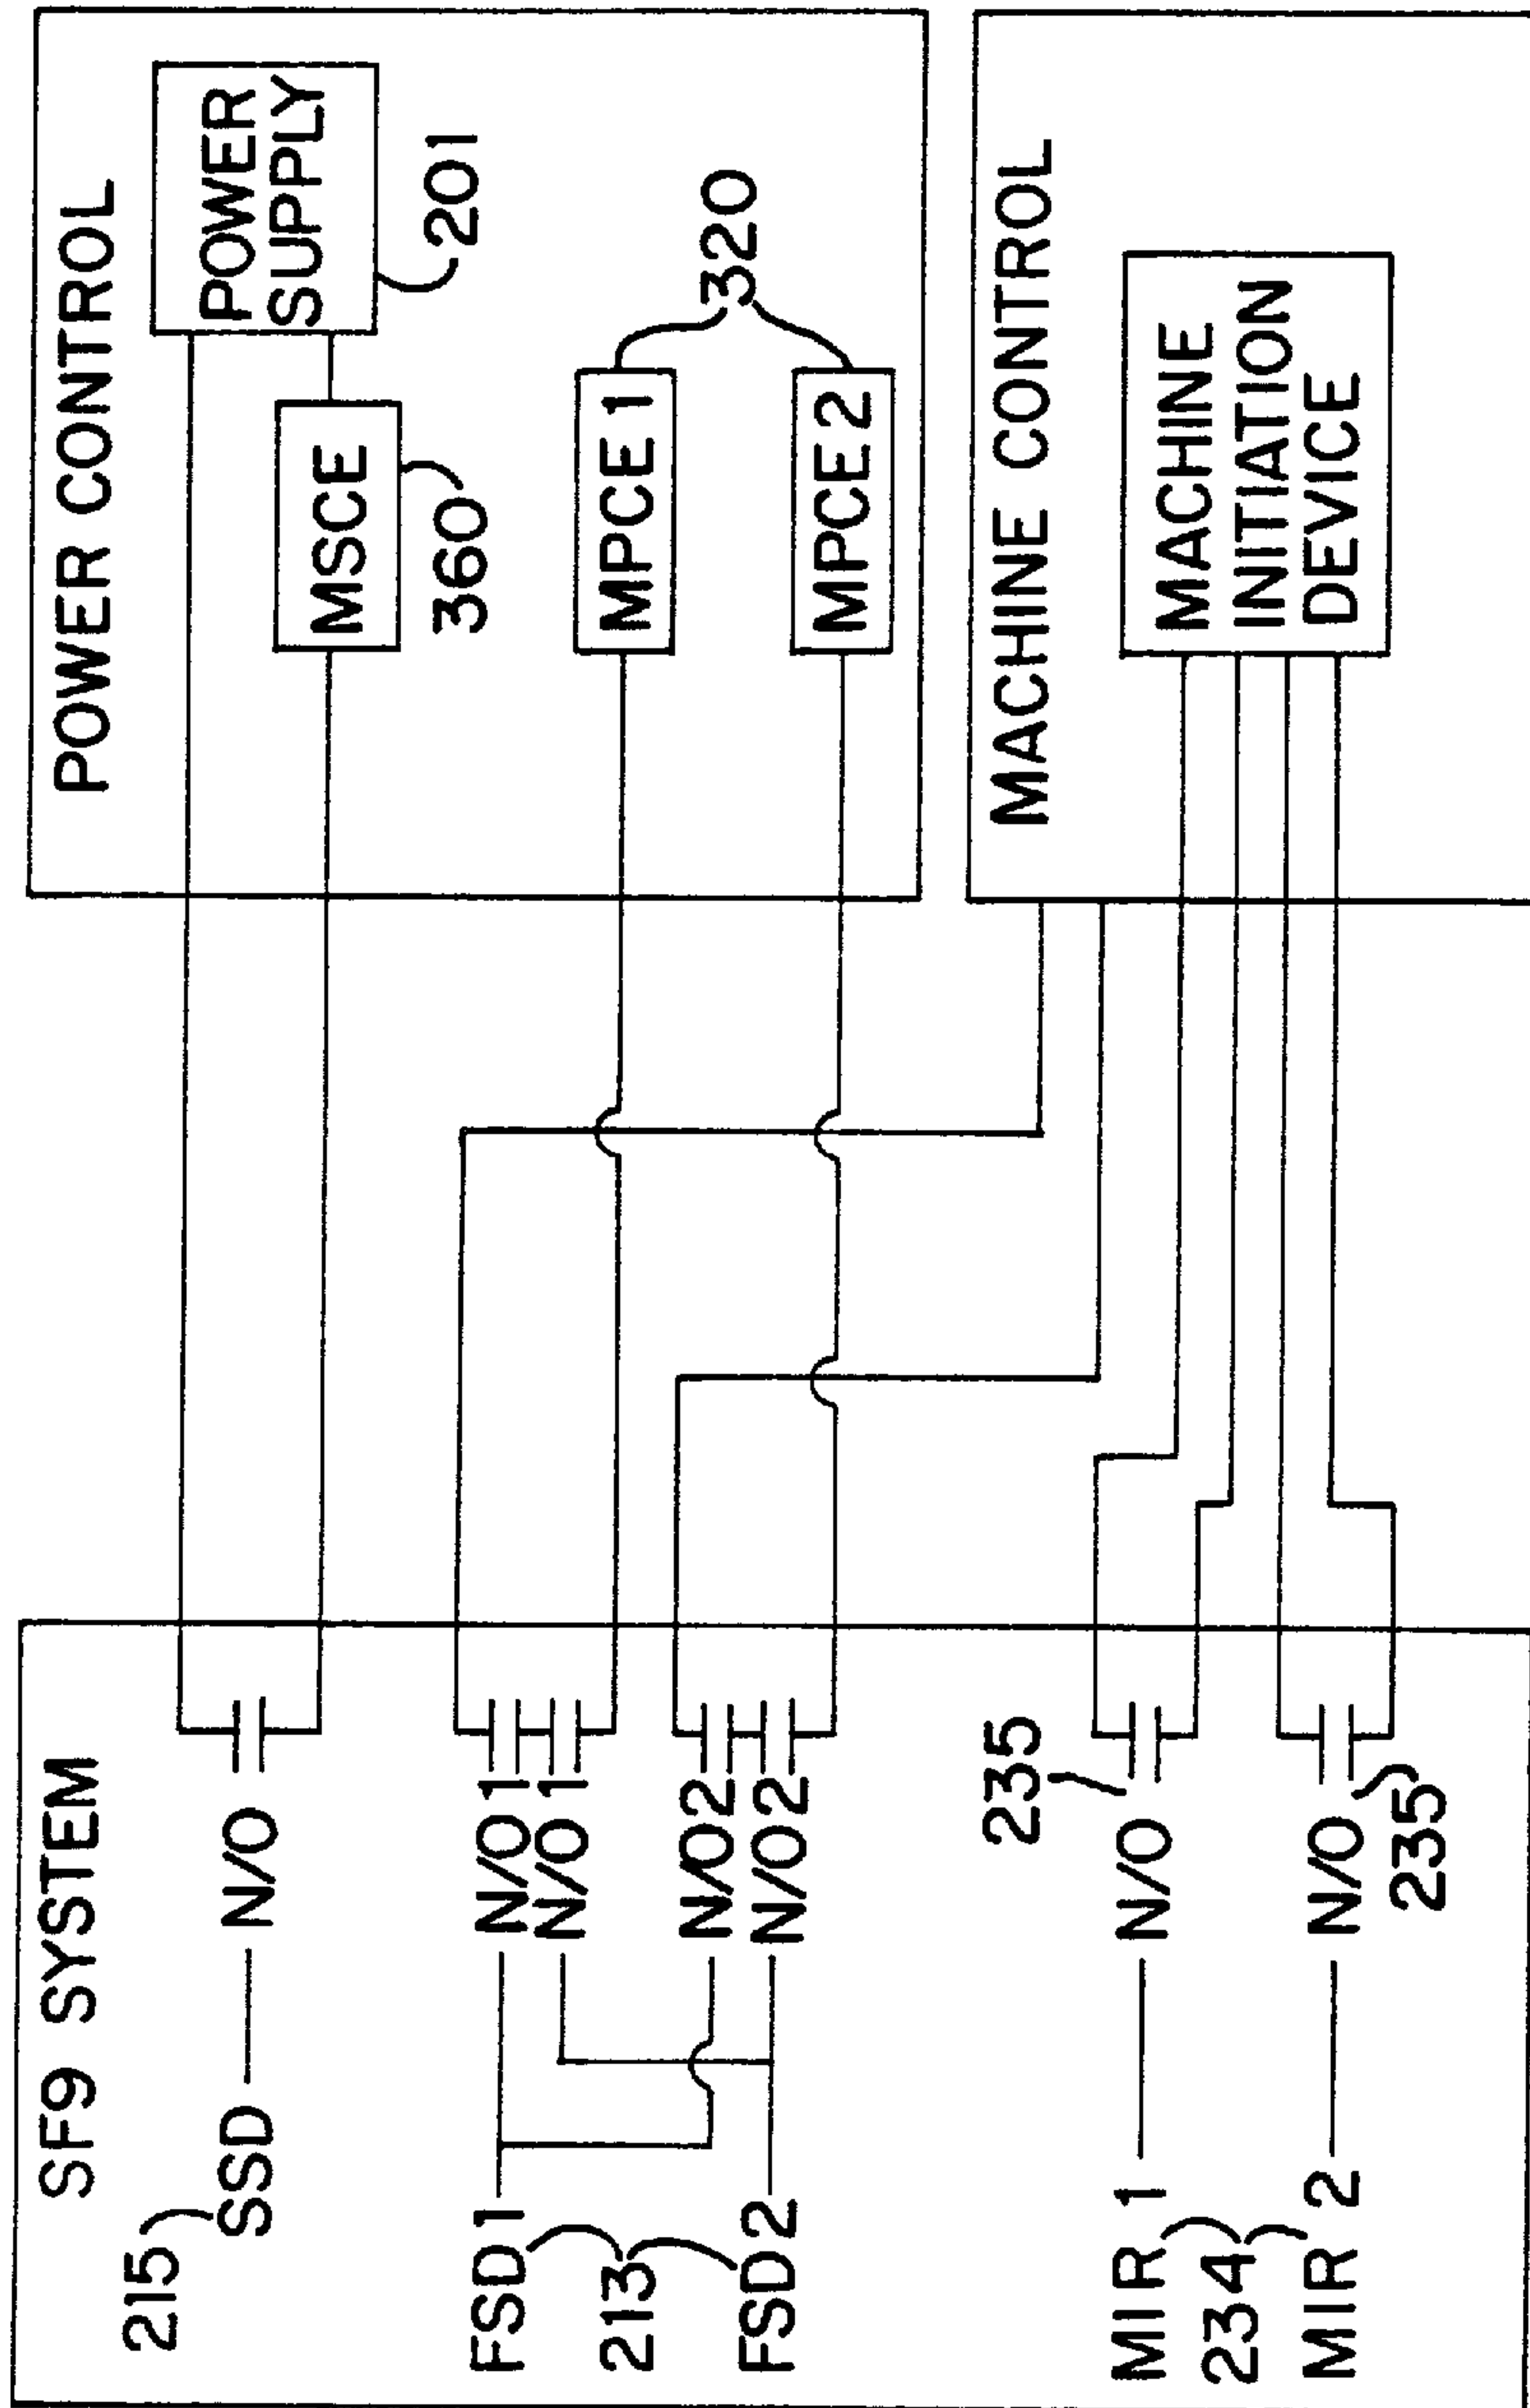 SF9 SYSTEM
215
SSD
N/O
FSD1
213
FSD2
N/O1
N/O1
N/O2
N/O2
MIR 1
234
MIR 2
N/O
235
N/O
235
POWER CONTROL
POWER
SUPPLY
201
MSCE
360
MPCE 1
320
MPCE 2
MACHINE CONTROL
MACHINE
INITIATION
DEVICE